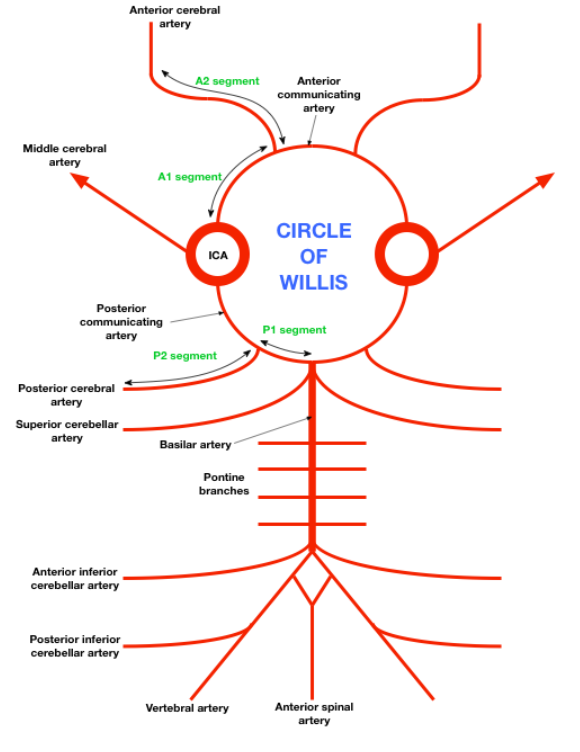 Anterior cerebral
artery
A2 segment
Anterior
communicating
artery
Middle cerebral
artery
A1 segment
ICA
CIRCLE
OF
WILLIS
Posterior
communicating
artery
P1 segment
P2 segment
Posterior cerebral
artery
Superior cerebellar
artery
Basilar artery
Pontine
branches
Anterior inferior
cerebellar artery
Posterior inferior
cerebellar artery
Vertebral artery
Anterior spinal
artery